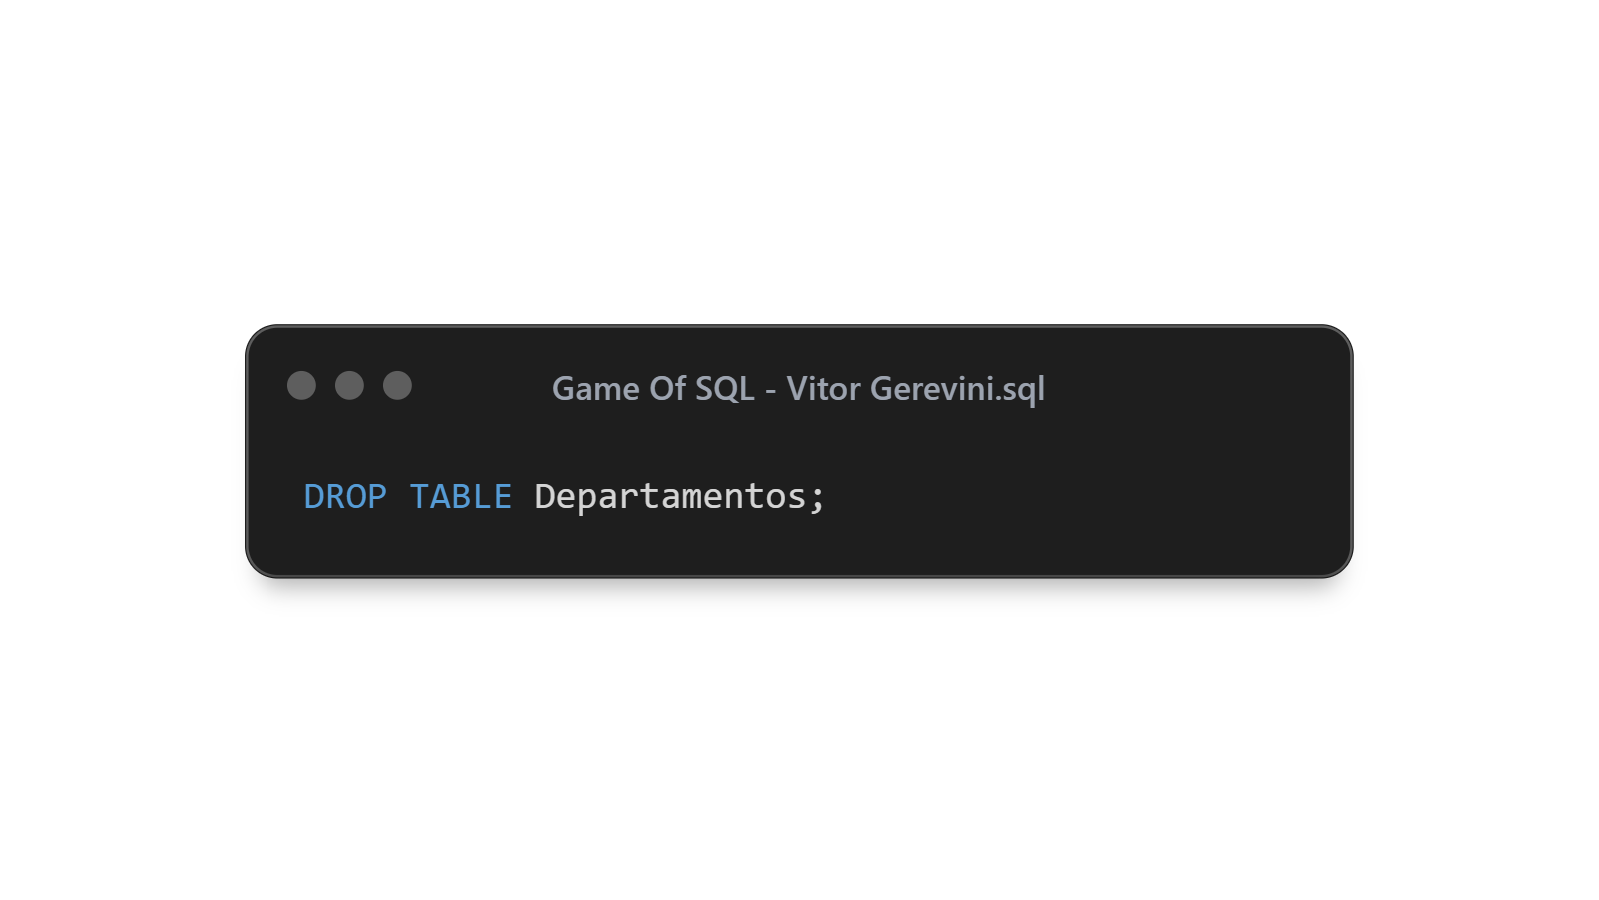 Game Of SQL - Vitor Gerevini.sql
DROP TABLE Departamentos;